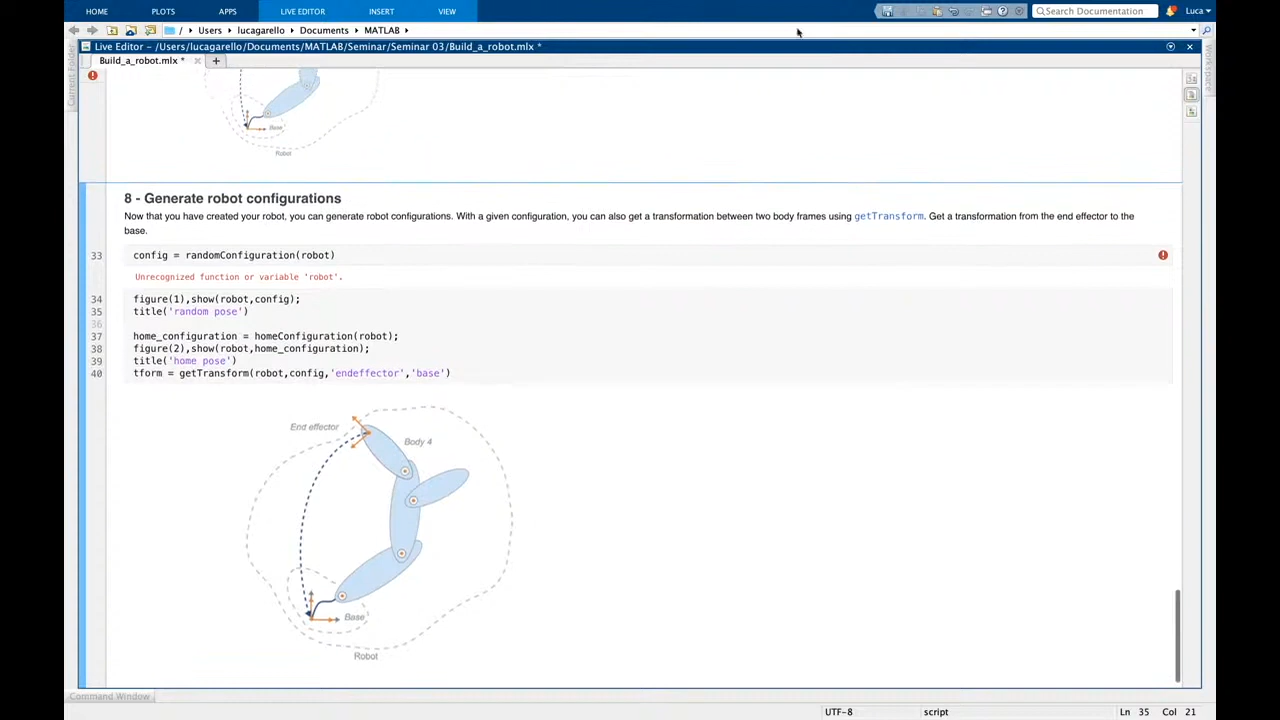 HOME
PLOTS
APPS
LIVE EDITOR
INSERT
VIEW
Search Documentation
Luca
/ Users lucagarello Documents MATLAB
Live Editor - /Users/lucagarello/Documents/MATLAB/Seminar/Seminar 03/Build_a_robot.mlx *
Build_a_robot.mlx *
Current Folder
Workspace
Base
Robot
8 - Generate robot configurations
Now that you have created your robot, you can generate robot configurations. With a given configuration, you can also get a transformation between two body frames using getTransform. Get a transformation from the end effector to the
base.
33 config = randomConfiguration(robot)
Unrecognized function or variable 'robot'.
34 figure(1),show(robot,config);
35 title('random pose')
36
37 home_configuration = homeConfiguration(robot);
38 figure(2),show(robot,home_configuration);
39 title('home pose')
40 tform = getTransform(robot,config,'endeffector','base')
End effector
Body 4
Base
Robot
Command Window
UTF-8
script
Ln 35 Col 21